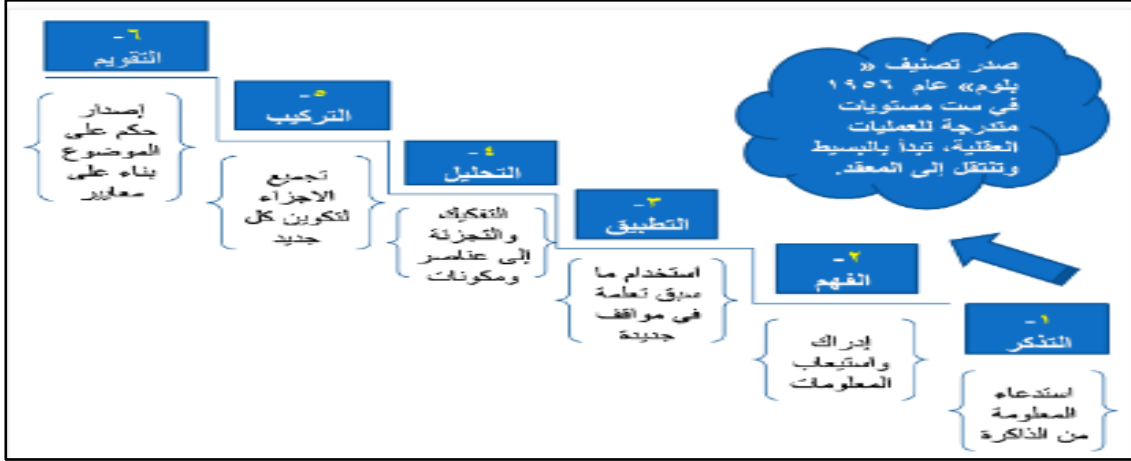 صدر تصنيف «
بلوم» عام ١٩٥٦
في ست مستويات
متدرجة للعمليات
العقلية، تبدأ بالبسيط
وتنتقل إلى المعقد.
١-
التذكر
استدعاء
المعلومة
من الذاكرة
٢-
الفهم
إدراك
واستيعاب
المعلومات
٣-
التطبيق
استخدام ما
سبق تعلمة
في مواقف
جديدة
٤-
التحليل
التفكيك
والتجزئة
إلى عناصر
ومكونات
٥-
التركيب
تجميع
الاجزاء
لتكوين كل
جديد
٦-
التقويم
إصدار
حكم على
الموضوع
بناء على
معايير